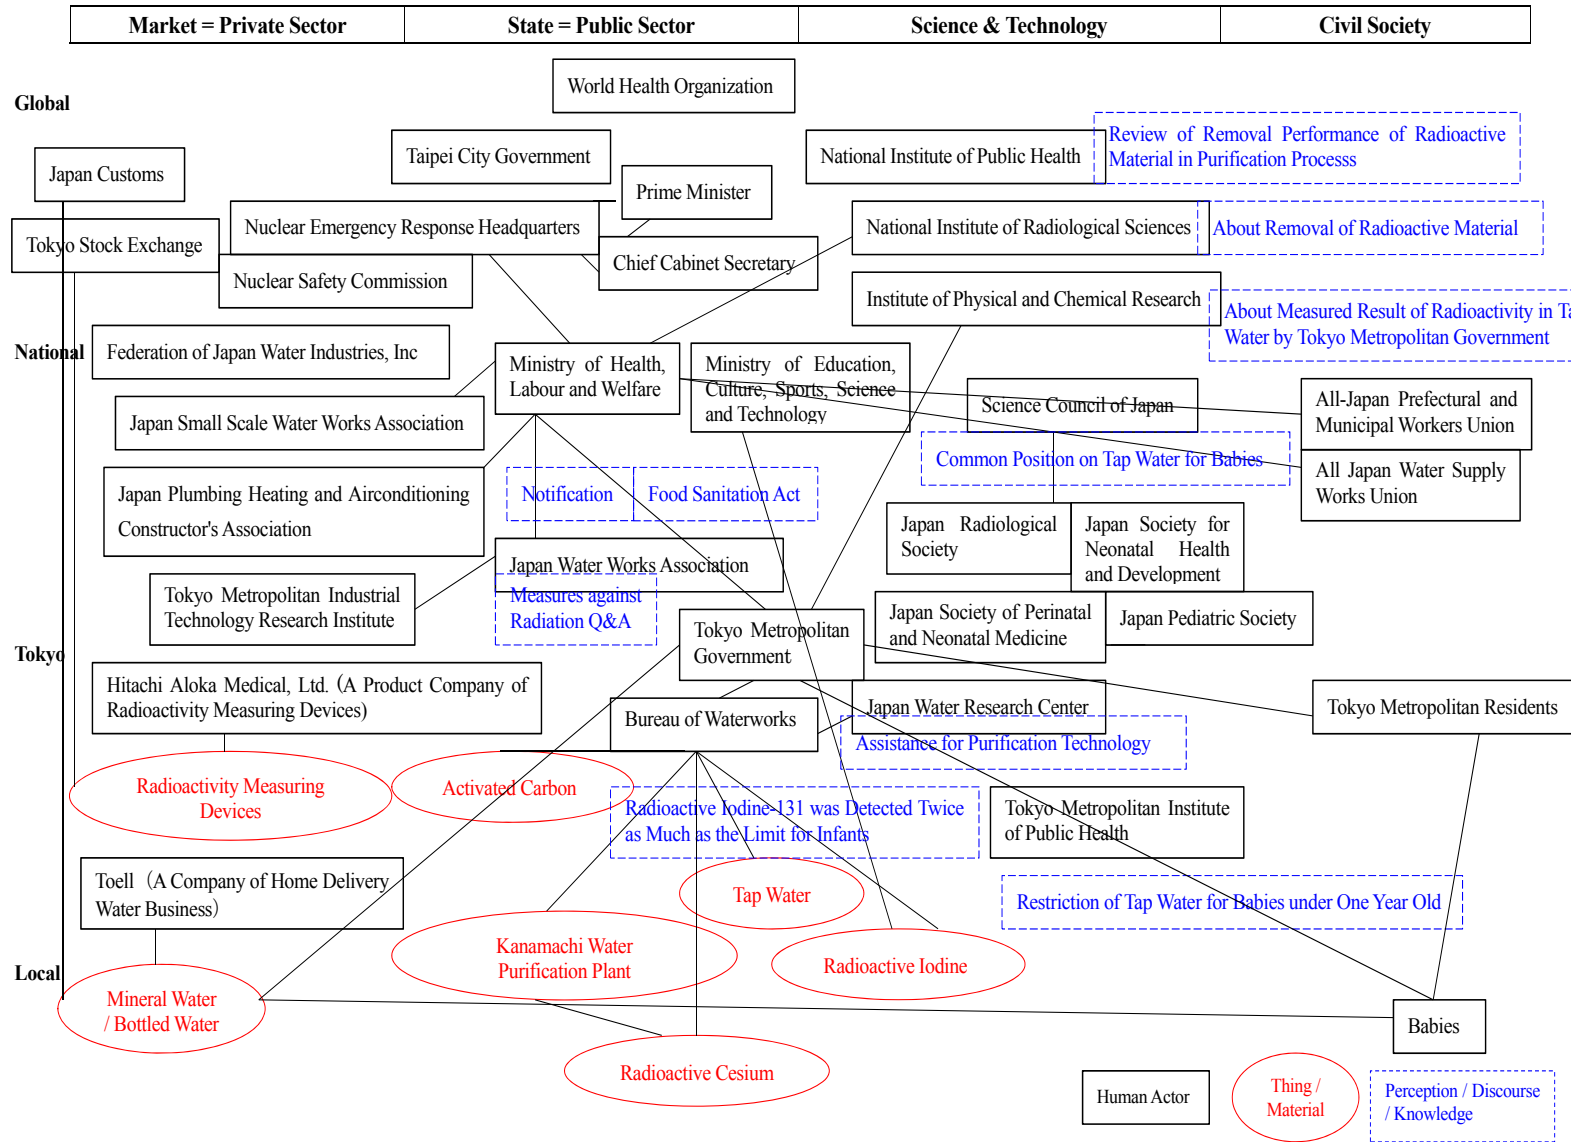 Market = Private Sector
State = Public Sector
Science & Technology
Civil Society
Global
World Health Organization
Japan Customs
Taipei City Government
Prime Minister
National Institute of Public Health
Review of Removal Performance of Radioactive
Material in Purification Processs
Tokyo Stock Exchange
Nuclear Emergency Response Headquarters
Nuclear Safety Commission
Chief Cabinet Secretary
National Institute of Radiological Sciences
About Removal of Radioactive Material
Institute of Physical and Chemical Research
About Measured Result of Radioactivity in Ta
Water by Tokyo Metropolitan Government
National
Federation of Japan Water Industries, Inc
Ministry of Health,
Labour and Welfare
Ministry of Education,
Culture, Sports, Science
and Technology
Japan Small Scale Water Works Association
Science Council of Japan
All-Japan Prefectural and
Municipal Workers Union
Common Position on Tap Water for Babies
All Japan Water Supply
Works Union
Japan Plumbing Heating and Airconditioning
Constructor's Association
Notification
Food Sanitation Act
Japan Radiological
Society
Japan Society for
Neonatal Health
and Development
Japan Water Works Association
Measures against
Radiation Q&A
Tokyo Metropolitan Industrial
Technology Research Institute
Tokyo Metropolitan
Government
Japan Society of Perinatal
and Neonatal Medicine
Japan Pediatric Society
Tokyo
Hitachi Aloka Medical, Ltd. (A Product Company of
Radioactivity Measuring Devices)
Bureau of Waterworks
Japan Water Research Center
Assistance for Purification Technology
Tokyo Metropolitan Residents
Radioactivity Measuring
Devices
Activated Carbon
Radioactive Iodine-131 was Detected Twice
as Much as the Limit for Infants
Tokyo Metropolitan Institute
of Public Health
Toell（A Company of Home Delivery
Water Business）
Tap Water
Restriction of Tap Water for Babies under One Year Old
Kanamachi Water
Purification Plant
Radioactive Iodine
Local
Mineral Water
/ Bottled Water
Babies
Radioactive Cesium
Human Actor
Thing /
Material
Perception / Discourse
/ Knowledge